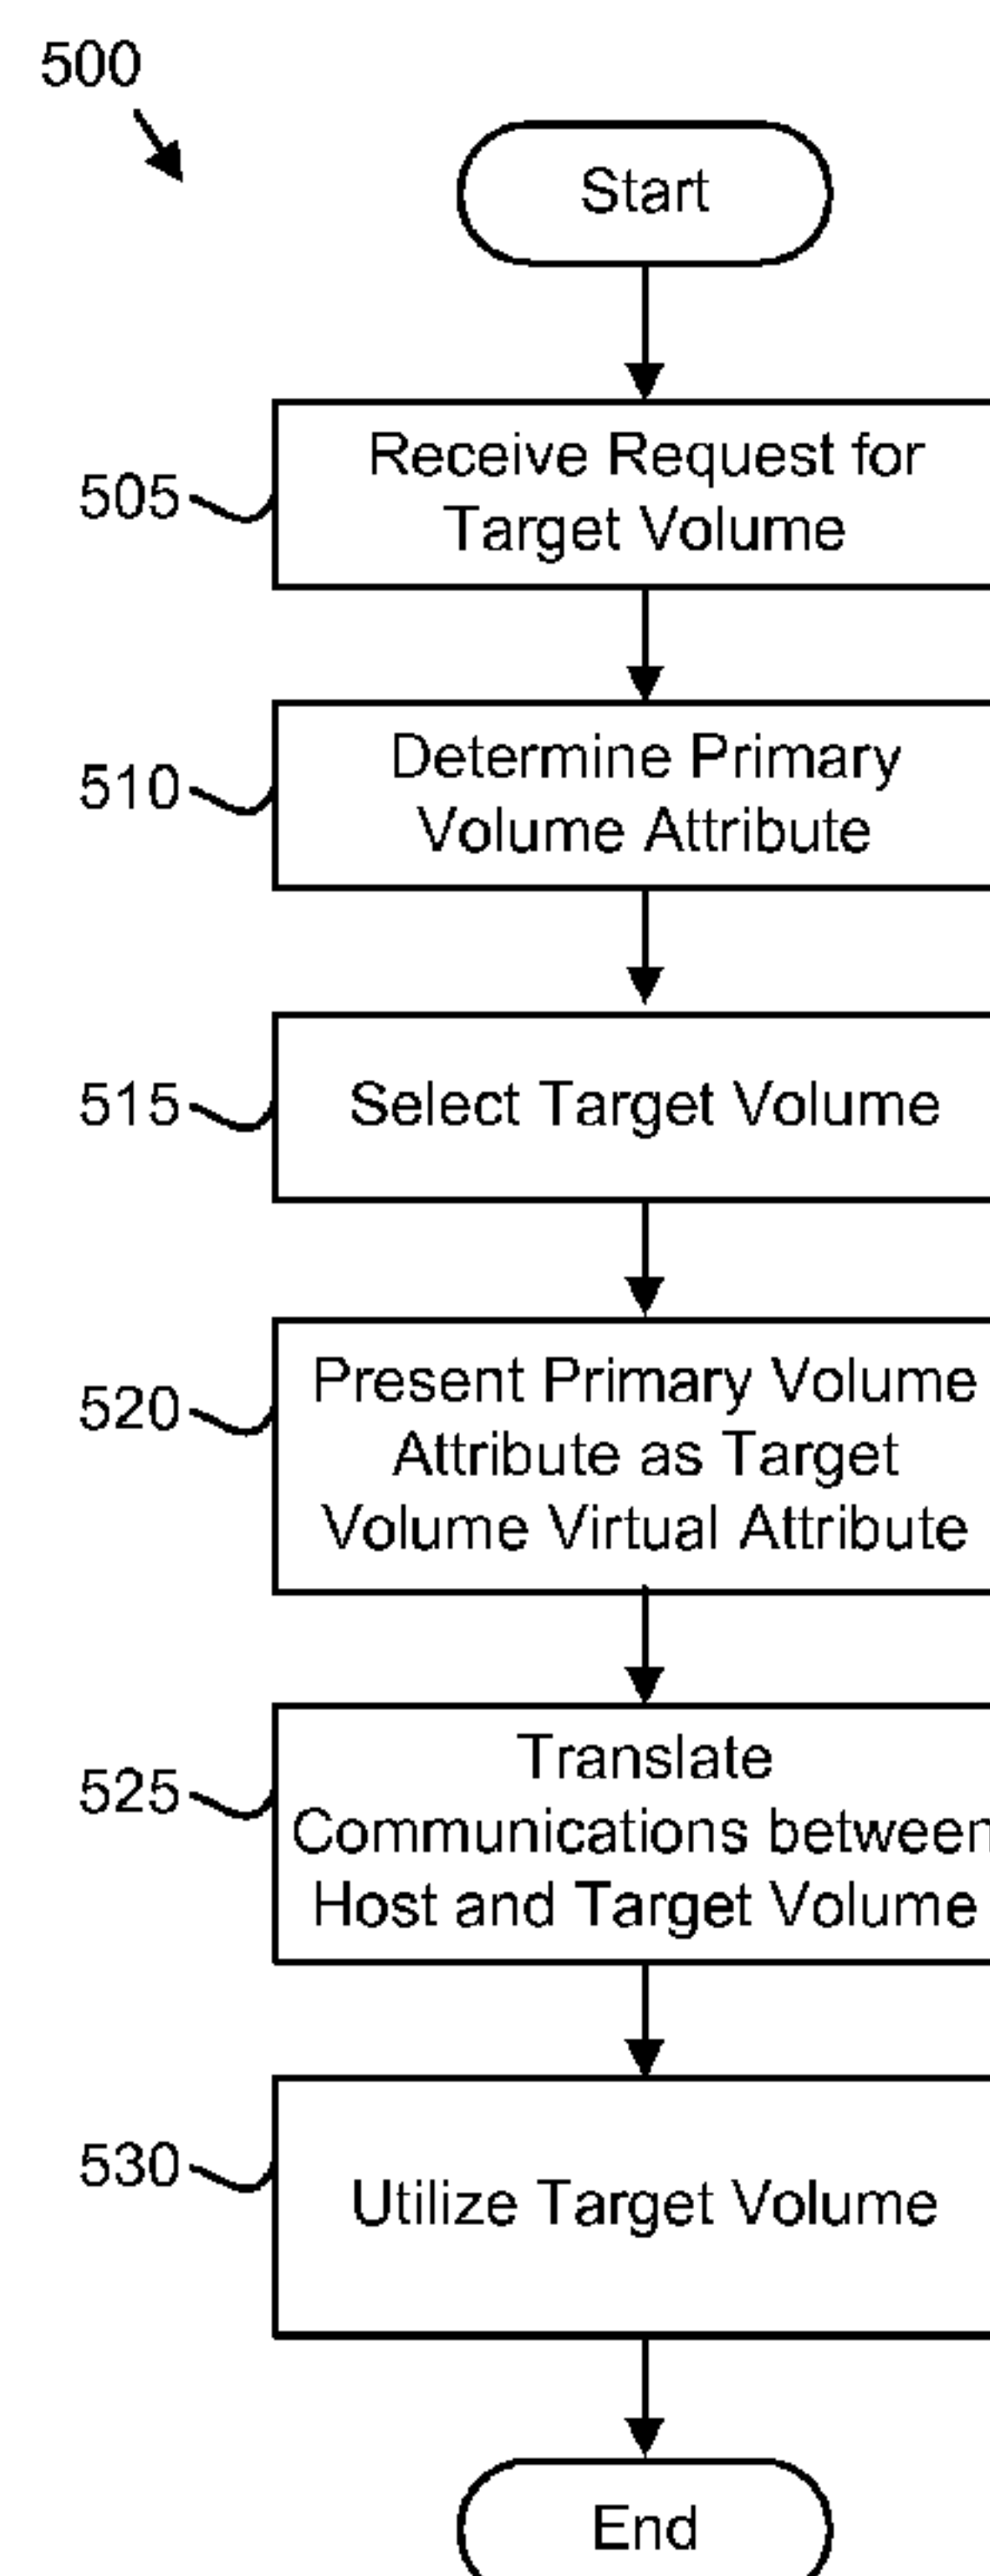 500
Start
505
Receive Request for
Target Volume
510
Determine Primary
Volume Attribute
515
Select Target Volume
520
Present Primary Volume
Attribute as Target
Volume Virtual Attribute
525
Translate
Communications between
Host and Target Volume
530
Utilize Target Volume
End